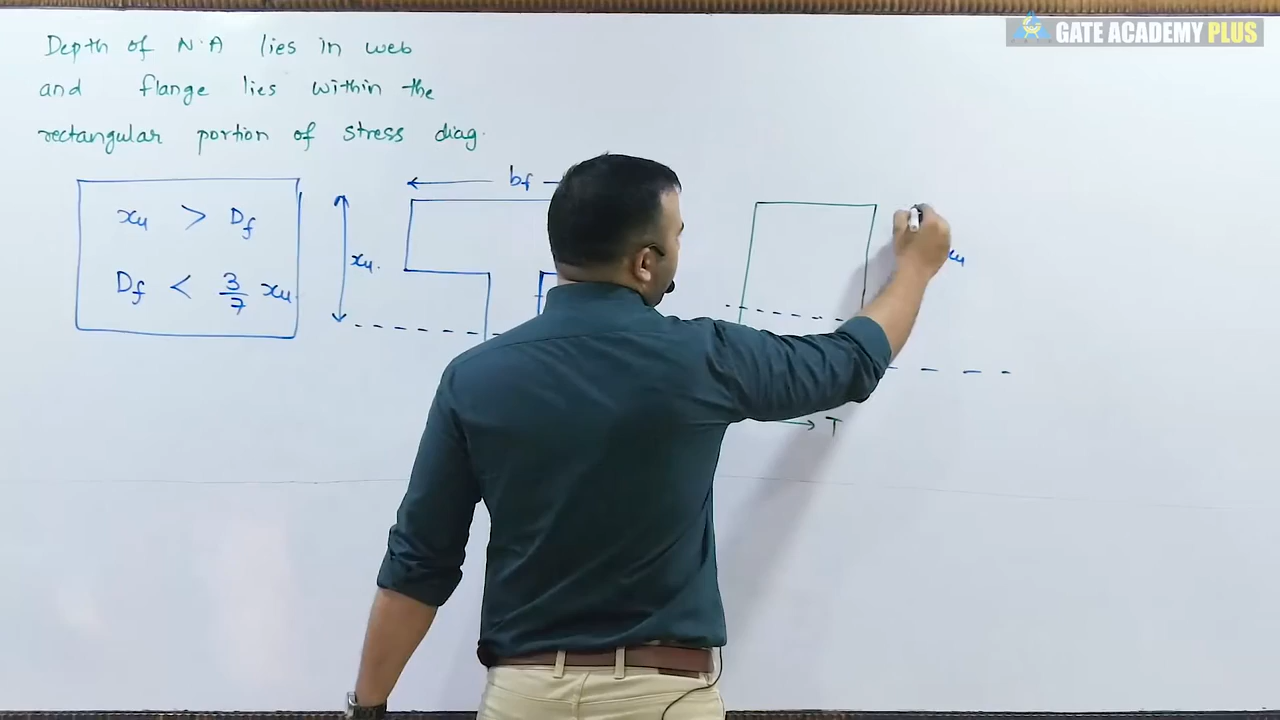 GATE ACADEMY PLUS
Depth of N.A lies in web
and flange lies within the
rectangular portion of stress diag.
bf
xu > Df
xu.
xu
Df < 3/7 xu
T